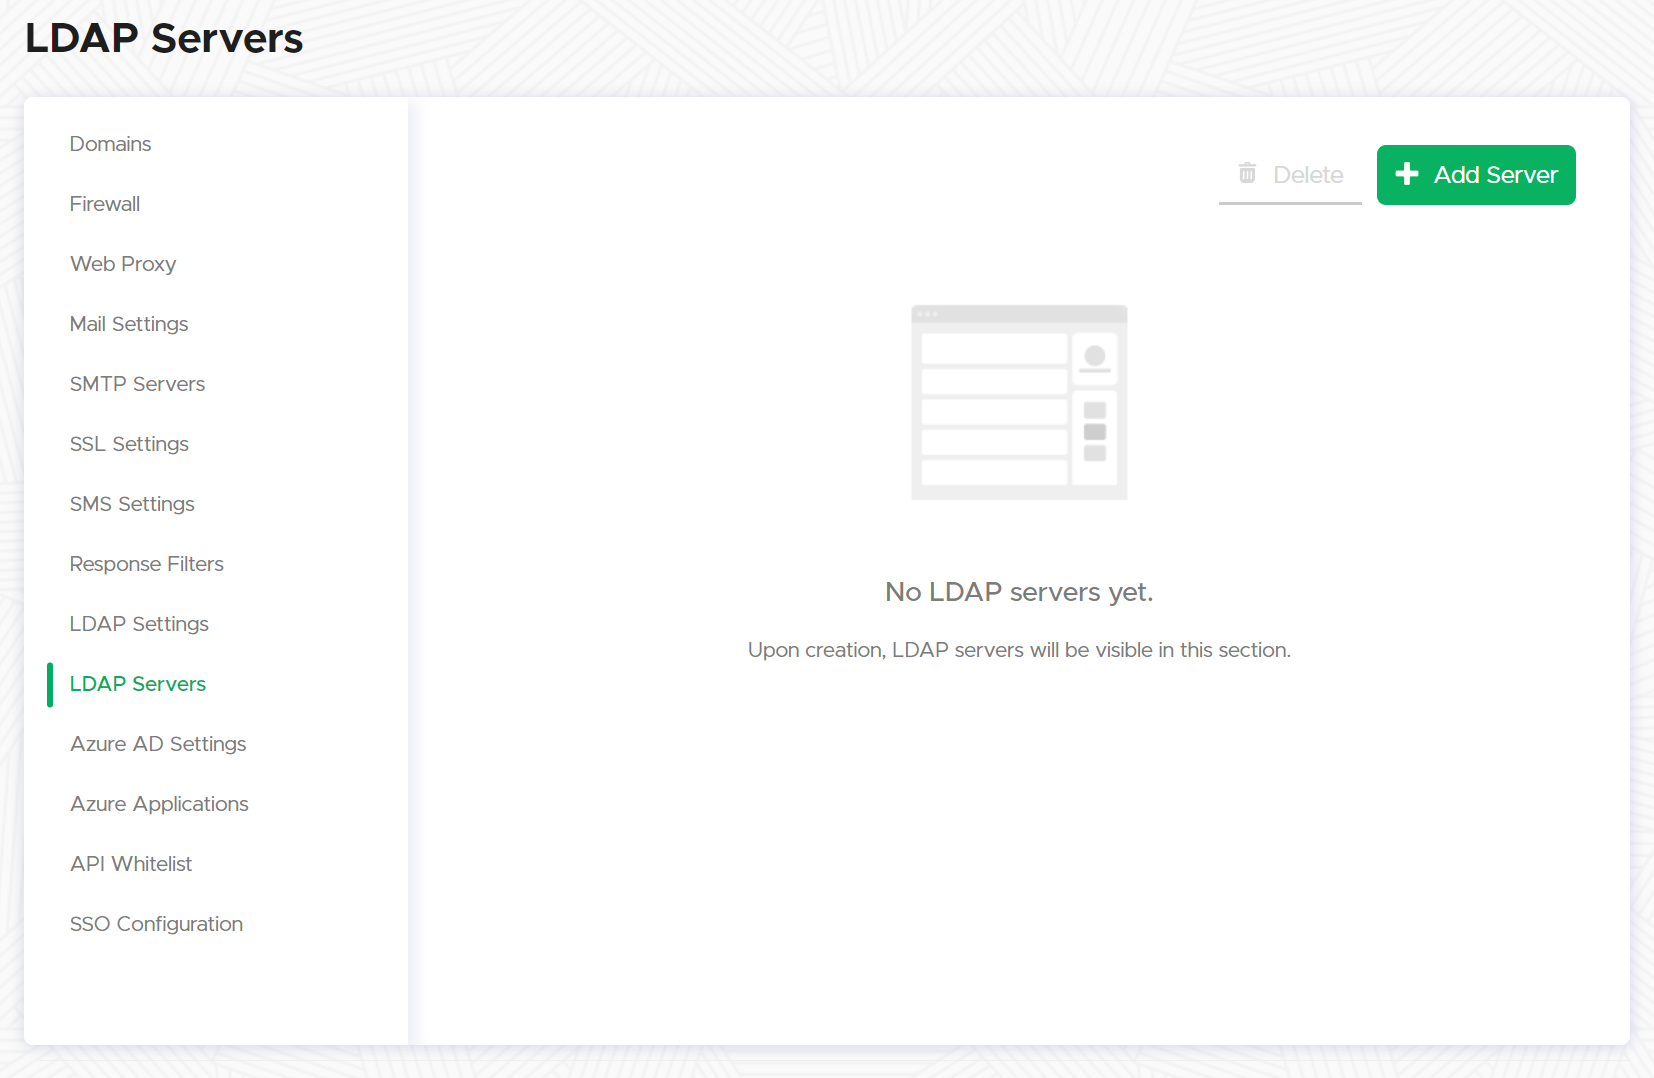 LDAP Servers
Domains
Firewall
Web Proxy
Mail Settings
SMTP Servers
SSL Settings
SMS Settings
Response Filters
LDAP Settings
LDAP Servers
Azure AD Settings
Azure Applications
API Whitelist
SSO Configuration
Delete
Add Server
No LDAP servers yet.
Upon creation, LDAP servers will be visible in this section.